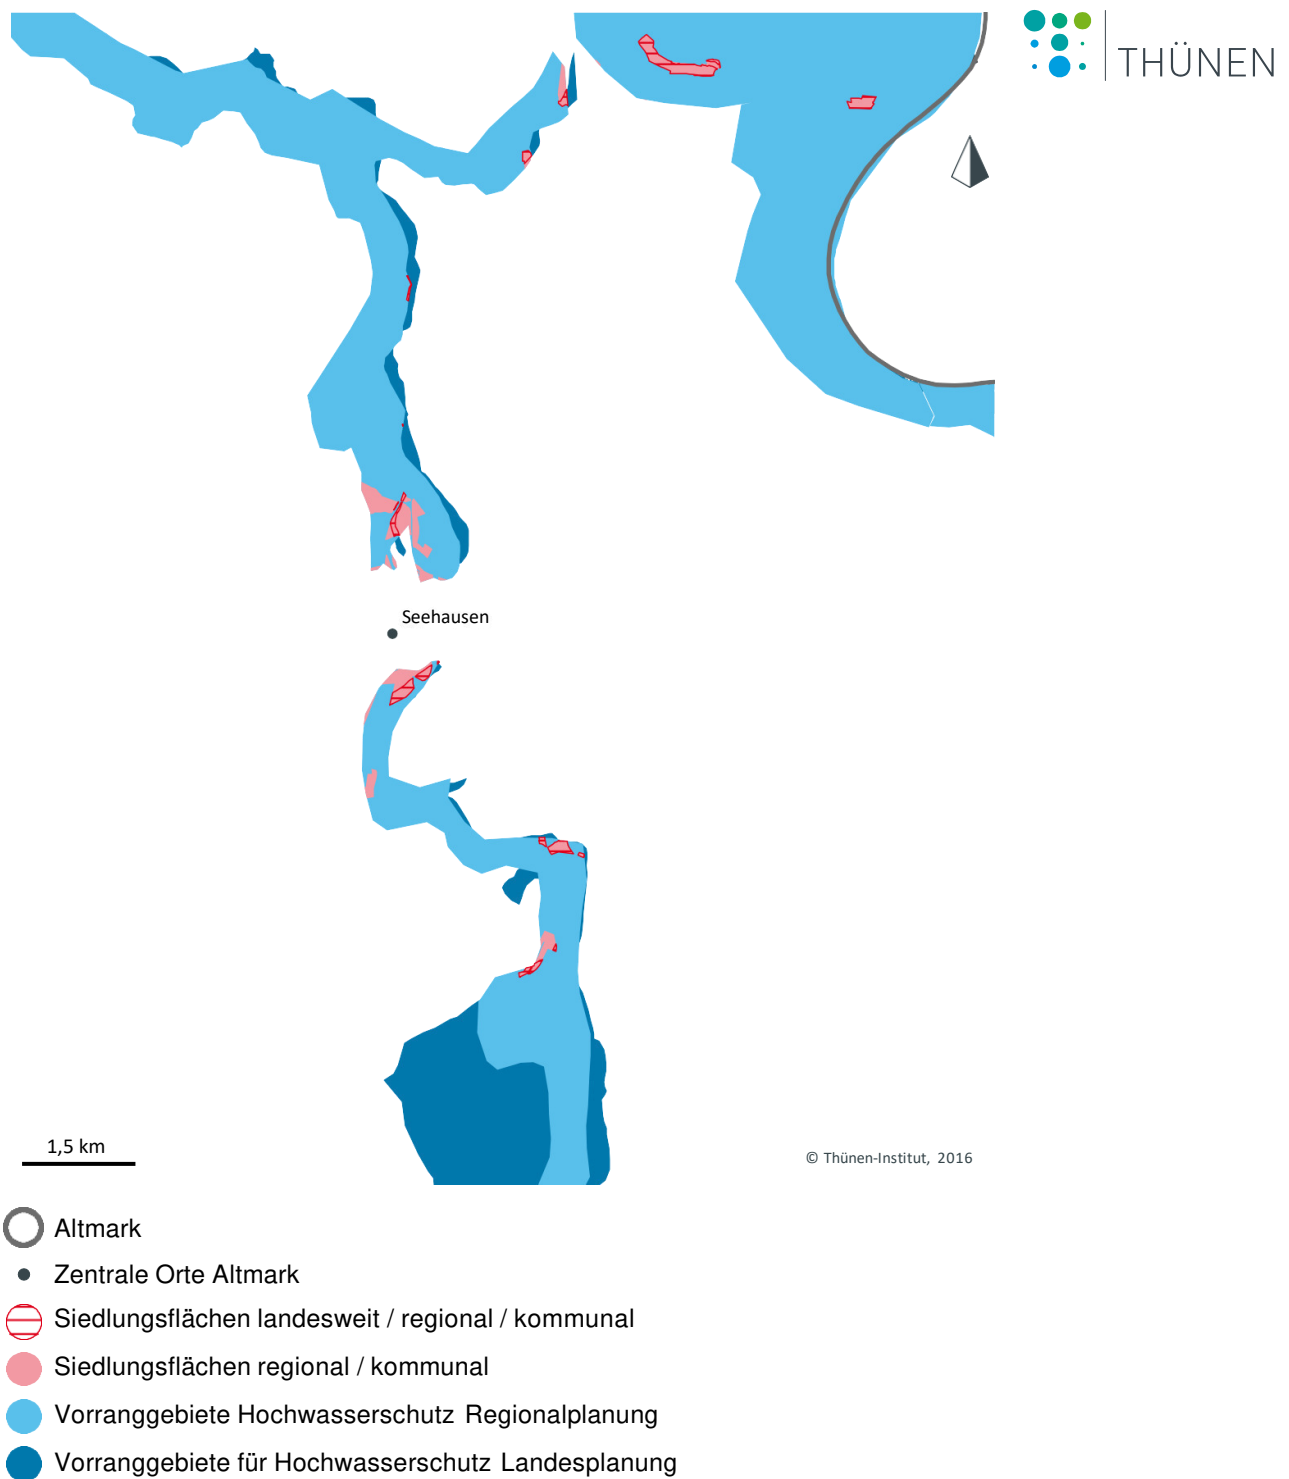 THÜNEN
Seehausen
1,5 km
© Thünen-Institut, 2016
Altmark
Zentrale Orte Altmark
Siedlungsflächen landesweit / regional / kommunal
Siedlungsflächen regional / kommunal
Vorranggebiete Hochwasserschutz Regionalplanung
Vorranggebiete für Hochwasserschutz Landesplanung